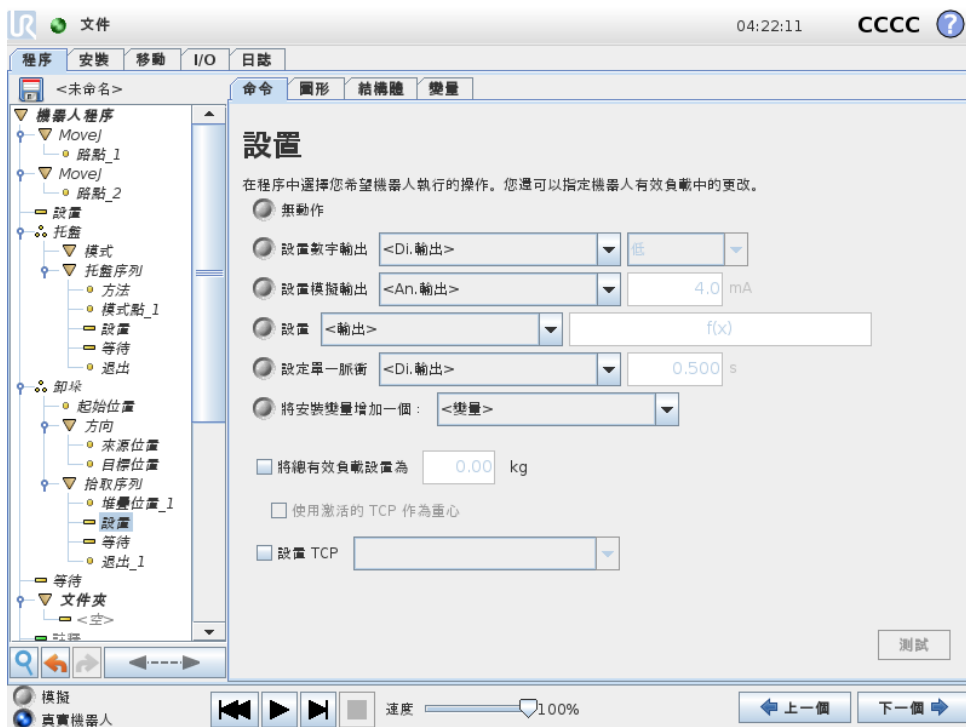 UR 文件 04:22:11 CCCC ?
程序 安裝 移動 I/O 日誌
<未命名> 命令 圖形 結構體 變量
機器人程序
MoveJ
路點_1
MoveJ
路點_2
設置
托盤
模式
托盤序列
方法
模式點_1
設置
等待
退出
卸垛
起始位置
方向
來源位置
目標位置
拾取序列
堆疊位置_1
設置
等待
退出_1
等待
文件夾
<空>
註釋
設置
在程序中選擇您希望機器人執行的操作。您還可以指定機器人有效負載中的更改。
無動作
設置數字輸出 <Di.輸出> 低
設置模擬輸出 <An.輸出> 4.0 mA
設置 <輸出> f(x)
設定單一脈衝 <Di.輸出> 0.500 s
將安裝變量增加一個： <變量>
將總有效負載設置為 0.00 kg
使用激活的 TCP 作為重心
設置 TCP
測試
模擬
真實機器人
速度 100%
上一個 下一個